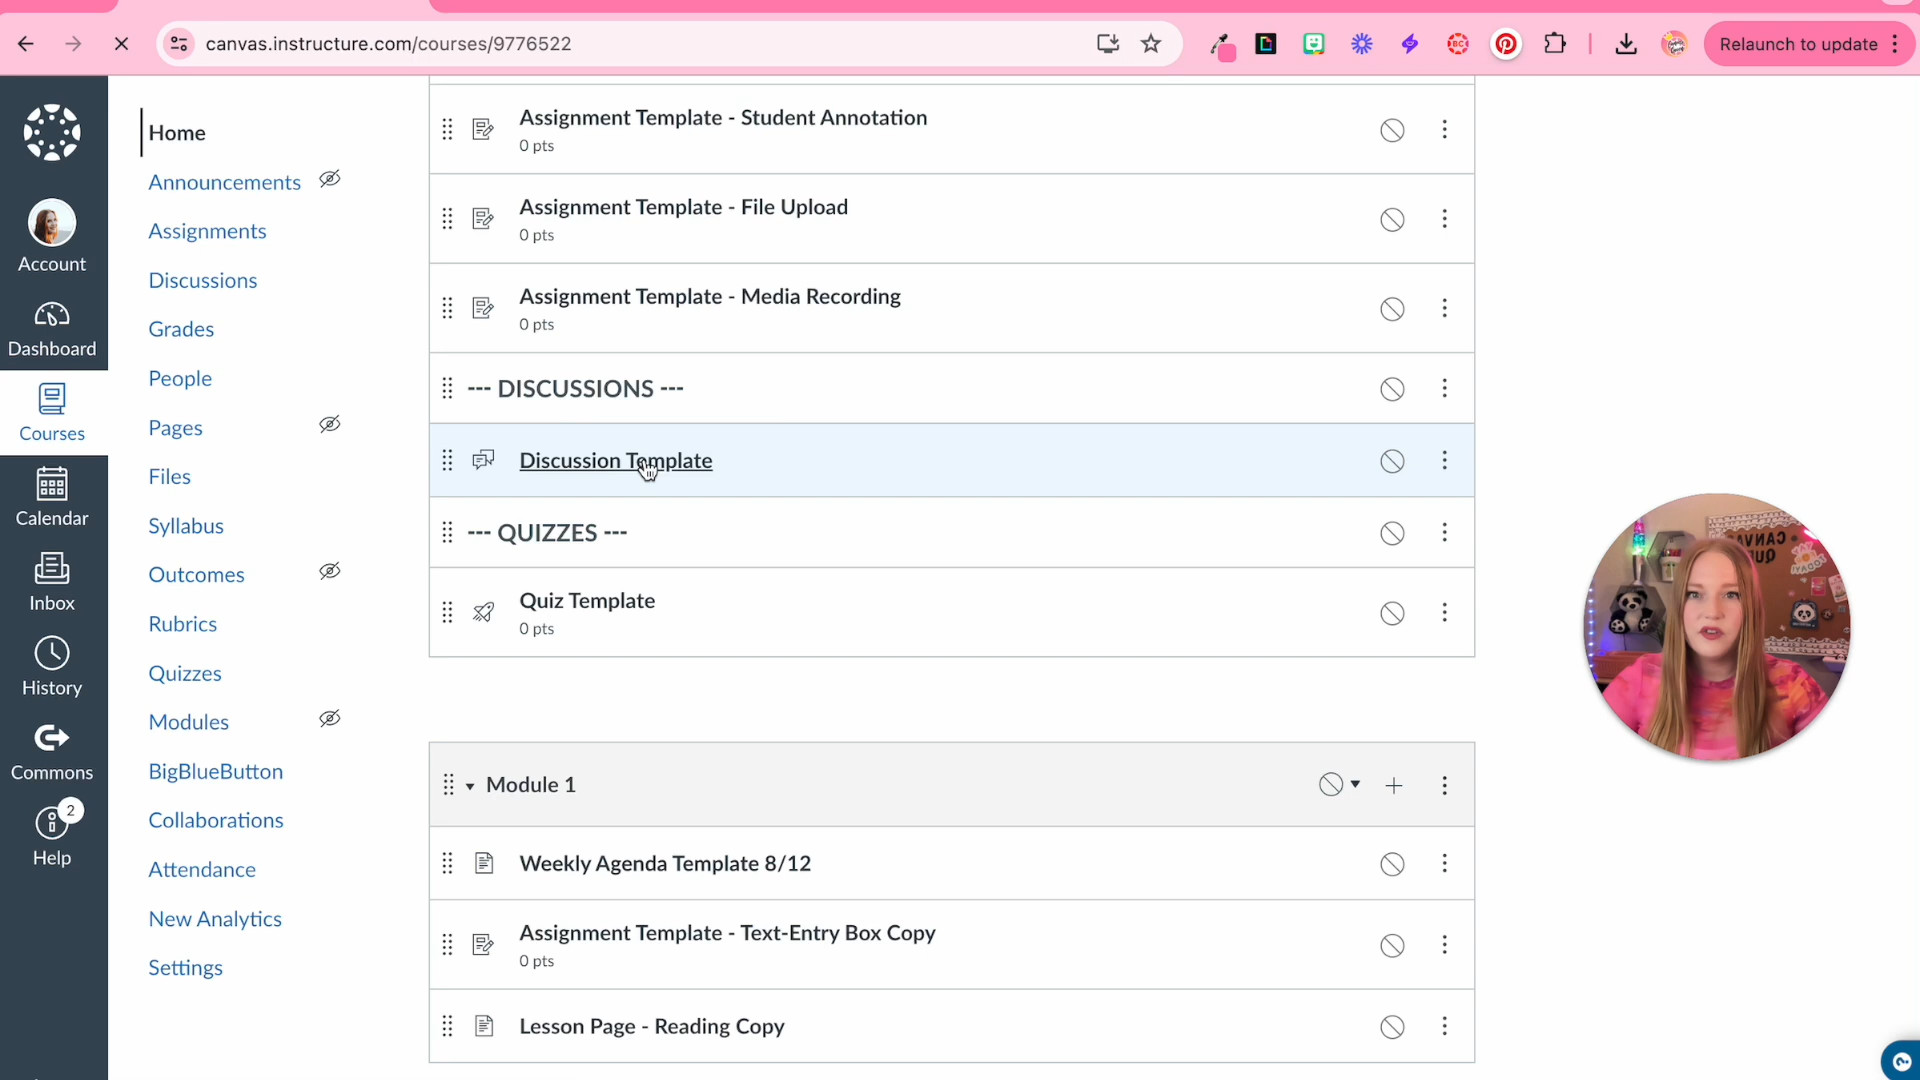 canvas.instructure.com/courses/9776522
Relaunch to update
Account
Dashboard
Courses
Calendar
Inbox
History
Commons
2
Help
Home
Announcements
Assignments
Discussions
Grades
People
Pages
Files
Syllabus
Outcomes
Rubrics
Quizzes
Modules
BigBlueButton
Collaborations
Attendance
New Analytics
Settings
Assignment Template - Student Annotation
0 pts
Assignment Template - File Upload
0 pts
Assignment Template - Media Recording
0 pts
--- DISCUSSIONS ---
Discussion Template
--- QUIZZES ---
Quiz Template
0 pts
Module 1
Weekly Agenda Template 8/12
Assignment Template - Text-Entry Box Copy
0 pts
Lesson Page - Reading Copy
CANVAS